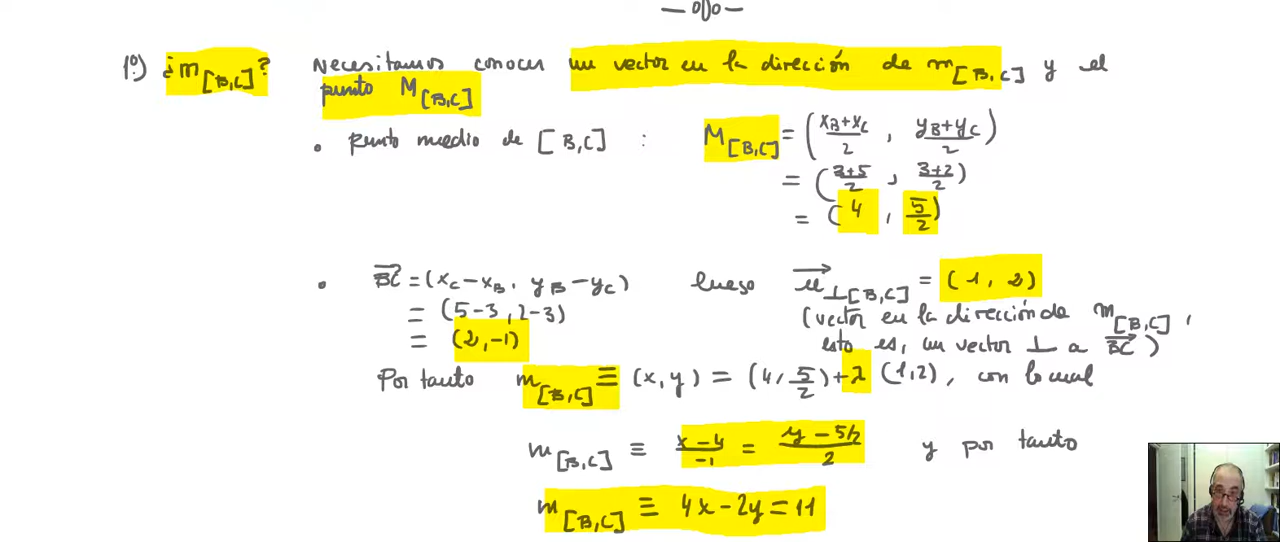 — 000 —
1º) ¿m[B,C]? Necesitamos conocer un vector en la dirección de m[B,C] y el
punto M[B,C]
• punto medio de [B,C] : M[B,C] = (xB+xC/2 , yB+yC/2)
= (3+5/2 , 3+2/2)
= (4 , 5/2)
• BC = (xC−xB, yB−yC) luego u⊥[B,C] = (1, 2)
= (5−3, 2−3) (vector en la dirección de m[B,C],
= (2,−1) esto es, un vector ⊥ a BC)
Por tanto m[B,C] ≡ (x,y) = (4, 5/2) + λ (1,2), con lo cual
m[B,C] ≡ x−4/−1 = y−5/2/2 y por tanto
m[B,C] ≡ 4x−2y=11